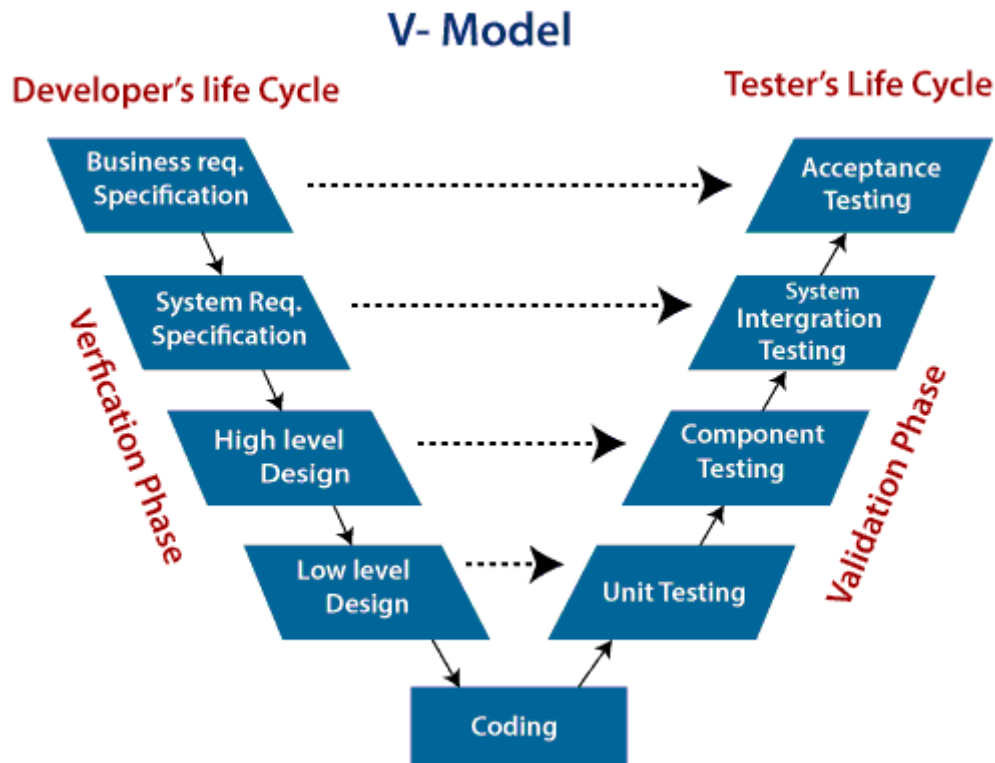 V- Model
Developer's life Cycle
Tester's Life Cycle
Business req.
Specification
Acceptance
Testing
System Req.
Specification
System
Intergration
Testing
Verfication Phase
High level
Design
Component
Testing
Validation Phase
Low level
Design
Unit Testing
Coding